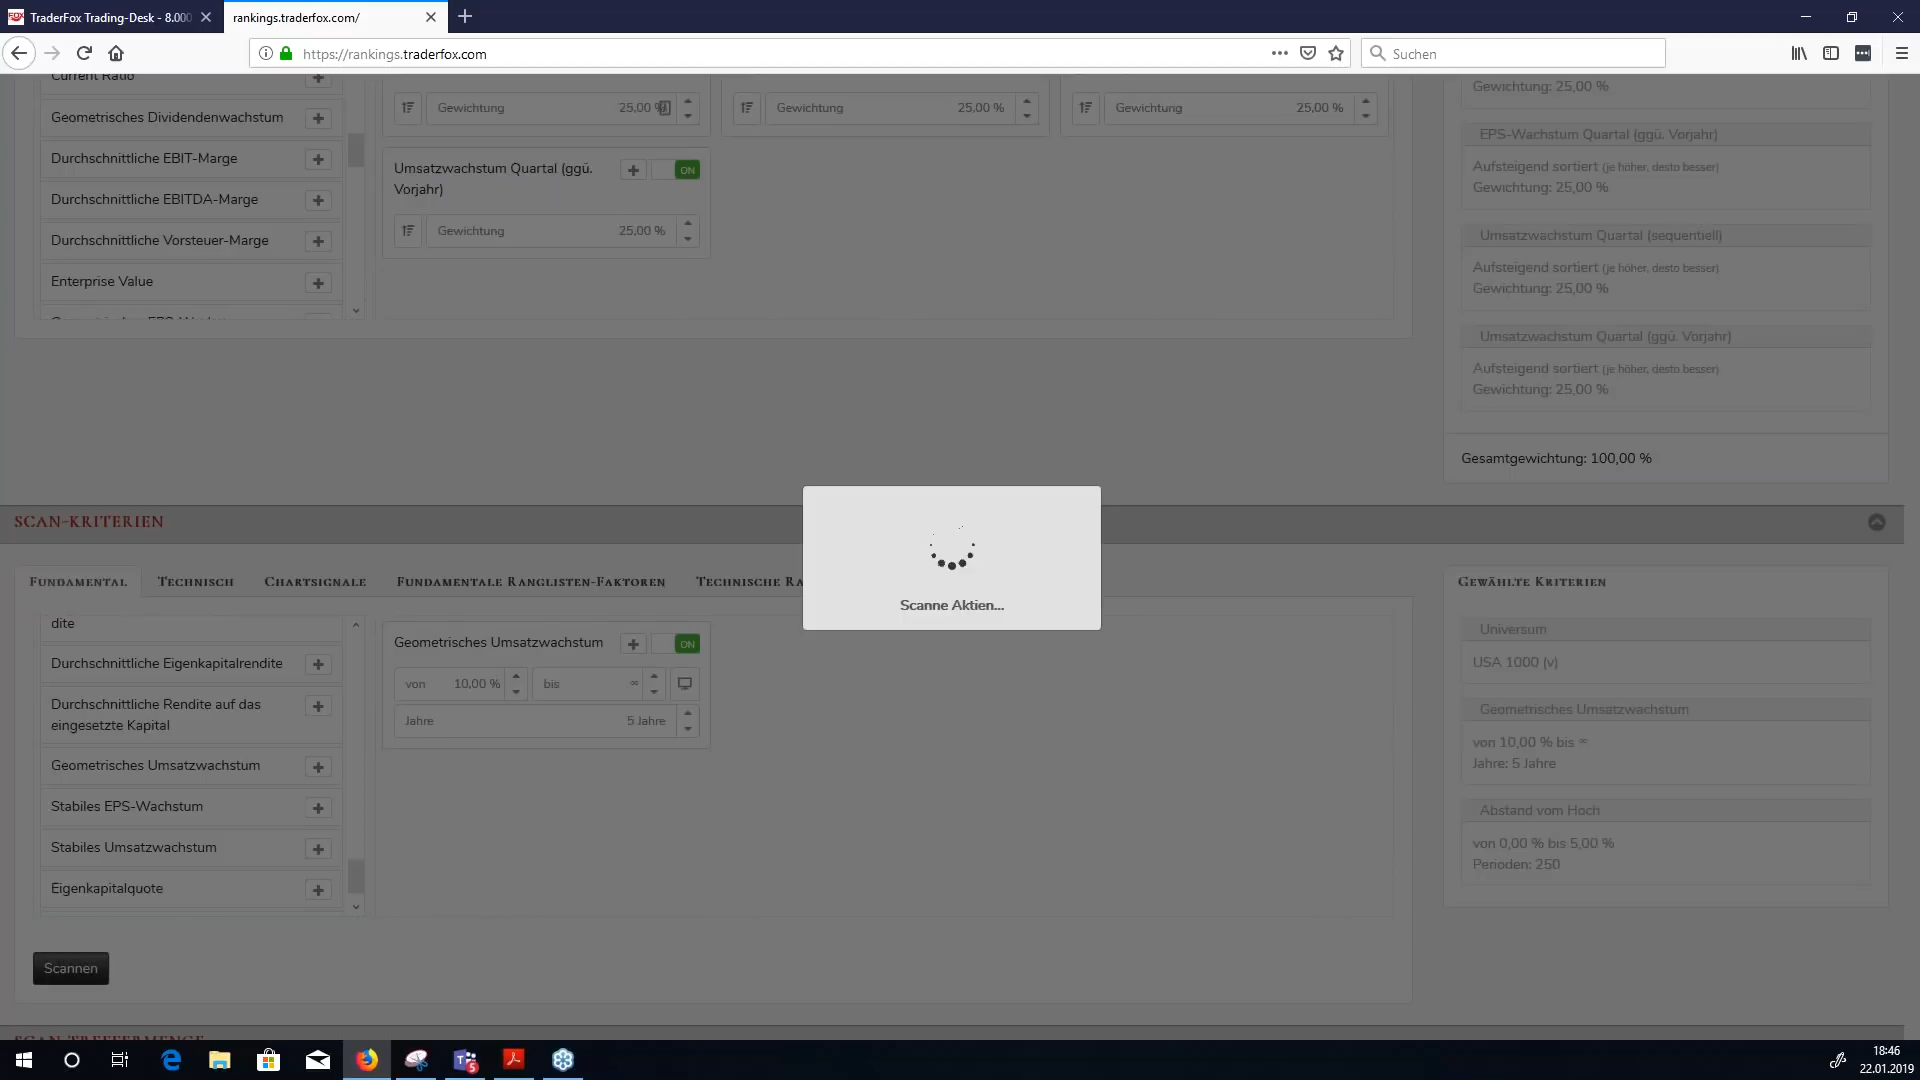 TraderFox Trading-Desk - 8.000
rankings.traderfox.com/
https://rankings.traderfox.com
Suchen
Current Ratio
Geometrisches Dividendenwachstum
Durchschnittliche EBIT-Marge
Durchschnittliche EBITDA-Marge
Durchschnittliche Vorsteuer-Marge
Enterprise Value
Gewichtung 25,00 %
Gewichtung 25,00 %
Gewichtung 25,00 %
Umsatzwachstum Quartal (ggü.
Vorjahr)
ON
Gewichtung 25,00 %
Gewichtung: 25,00 %
EPS-Wachstum Quartal (ggü. Vorjahr)
Aufsteigend sortiert (je höher, desto besser)
Gewichtung: 25,00 %
Umsatzwachstum Quartal (sequentiell)
Aufsteigend sortiert (je höher, desto besser)
Gewichtung: 25,00 %
Umsatzwachstum Quartal (ggü. Vorjahr)
Aufsteigend sortiert (je höher, desto besser)
Gewichtung: 25,00 %
Gesamtgewichtung: 100,00 %
SCAN-KRITERIEN
Scanne Aktien...
FUNDAMENTAL TECHNISCH CHARTSIGNALE FUNDAMENTALE RANGLISTEN-FAKTOREN TECHNISCHE RA
dite
Durchschnittliche Eigenkapitalrendite
Durchschnittliche Rendite auf das
eingesetzte Kapital
Geometrisches Umsatzwachstum
Stabiles EPS-Wachstum
Stabiles Umsatzwachstum
Eigenkapitalquote
Geometrisches Umsatzwachstum
ON
von 10,00 % bis ∞
Jahre 5 Jahre
GEWÄHLTE KRITERIEN
Universum
USA 1000 (v)
Geometrisches Umsatzwachstum
von 10,00 % bis ∞
Jahre: 5 Jahre
Abstand vom Hoch
von 0,00 % bis 5,00 %
Perioden: 250
Scannen
SCAN-TREFFERMENGE
5
18:46
22.01.2019